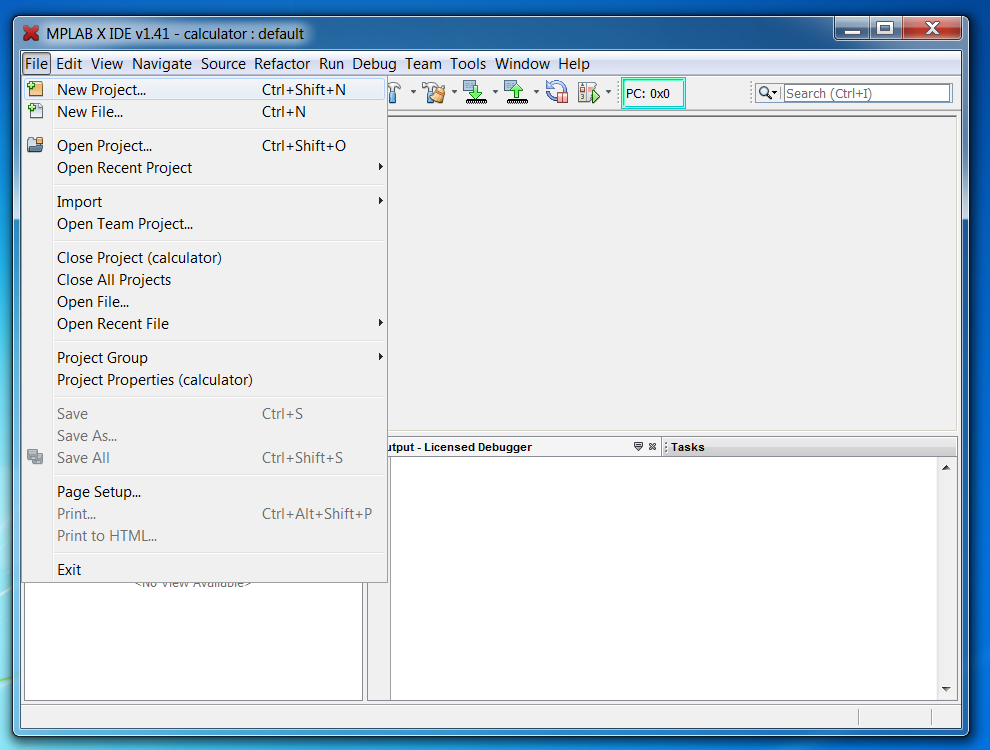 MPLAB X IDE v1.41 - calculator : default
File Edit View Navigate Source Refactor Run Debug Team Tools Window Help
New Project... Ctrl+Shift+N
PC: 0x0
Search (Ctrl+I)
New File... Ctrl+N
Open Project... Ctrl+Shift+O
Open Recent Project
Import
Open Team Project...
Close Project (calculator)
Close All Projects
Open File...
Open Recent File
Project Group
Project Properties (calculator)
Save Ctrl+S
Save As...
Save All Ctrl+Shift+S
Page Setup...
Print... Ctrl+Alt+Shift+P
Print to HTML...
Exit
utput - Licensed Debugger
Tasks
<No View Available>